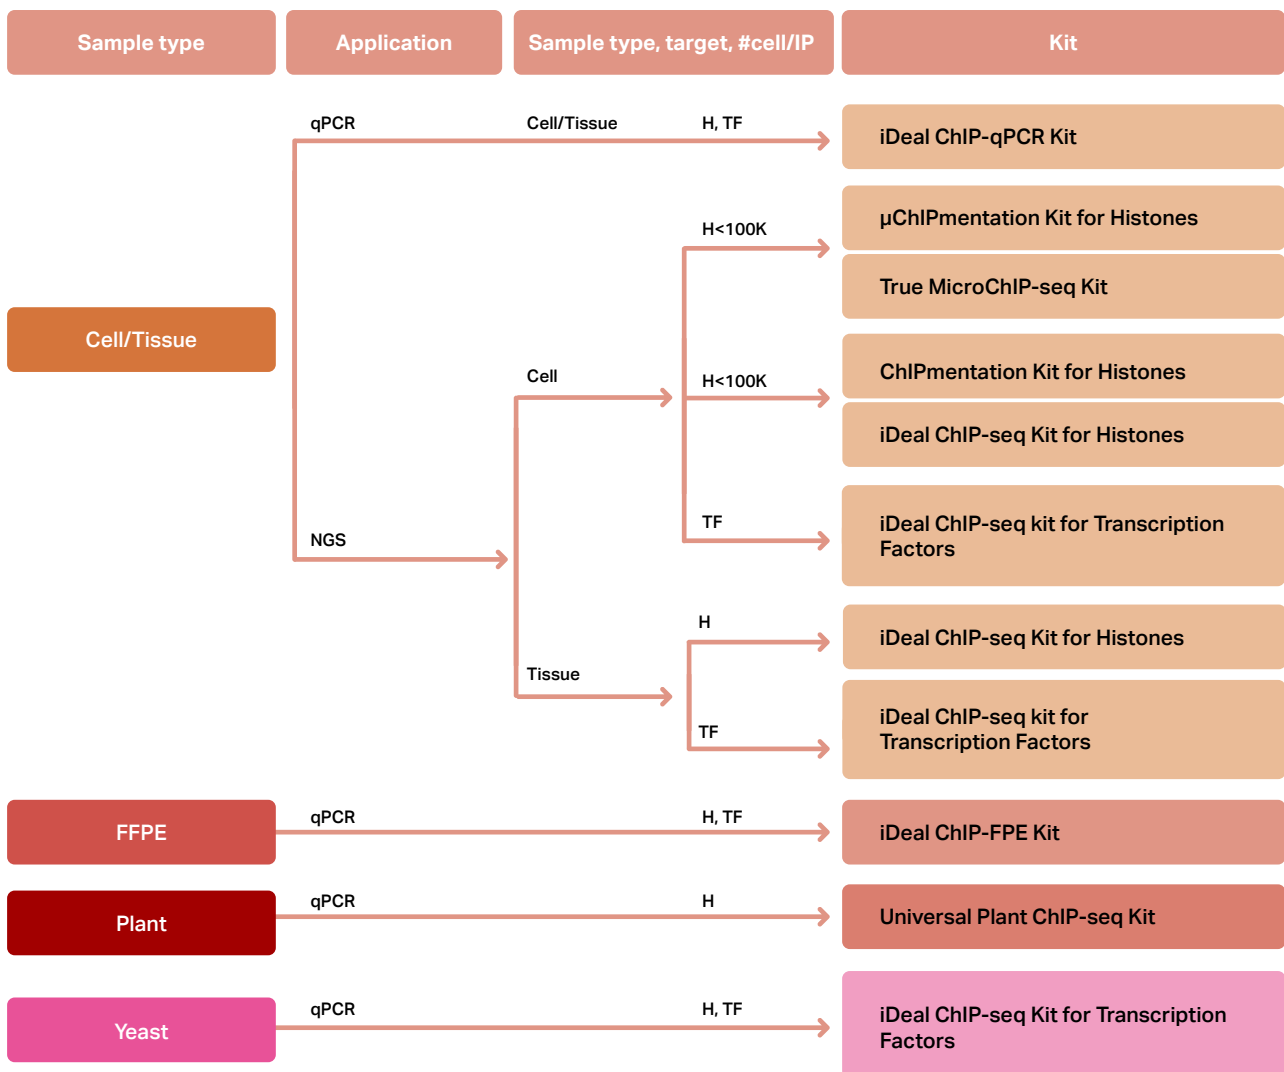 Sample type
Application
Sample type, target, #cell/IP
Kit
qPCR
Cell/Tissue
H, TF
iDeal ChIP-qPCR Kit
H<100K
µChIPmentation Kit for Histones
True MicroChIP-seq Kit
Cell/Tissue
Cell
H<100K
ChIPmentation Kit for Histones
iDeal ChIP-seq Kit for Histones
NGS
TF
iDeal ChIP-seq kit for Transcription
Factors
H
iDeal ChIP-seq Kit for Histones
Tissue
TF
iDeal ChIP-seq kit for
Transcription Factors
FFPE
qPCR
H, TF
iDeal ChIP-FPE Kit
Plant
qPCR
H
Universal Plant ChIP-seq Kit
Yeast
qPCR
H, TF
iDeal ChIP-seq Kit for Transcription
Factors